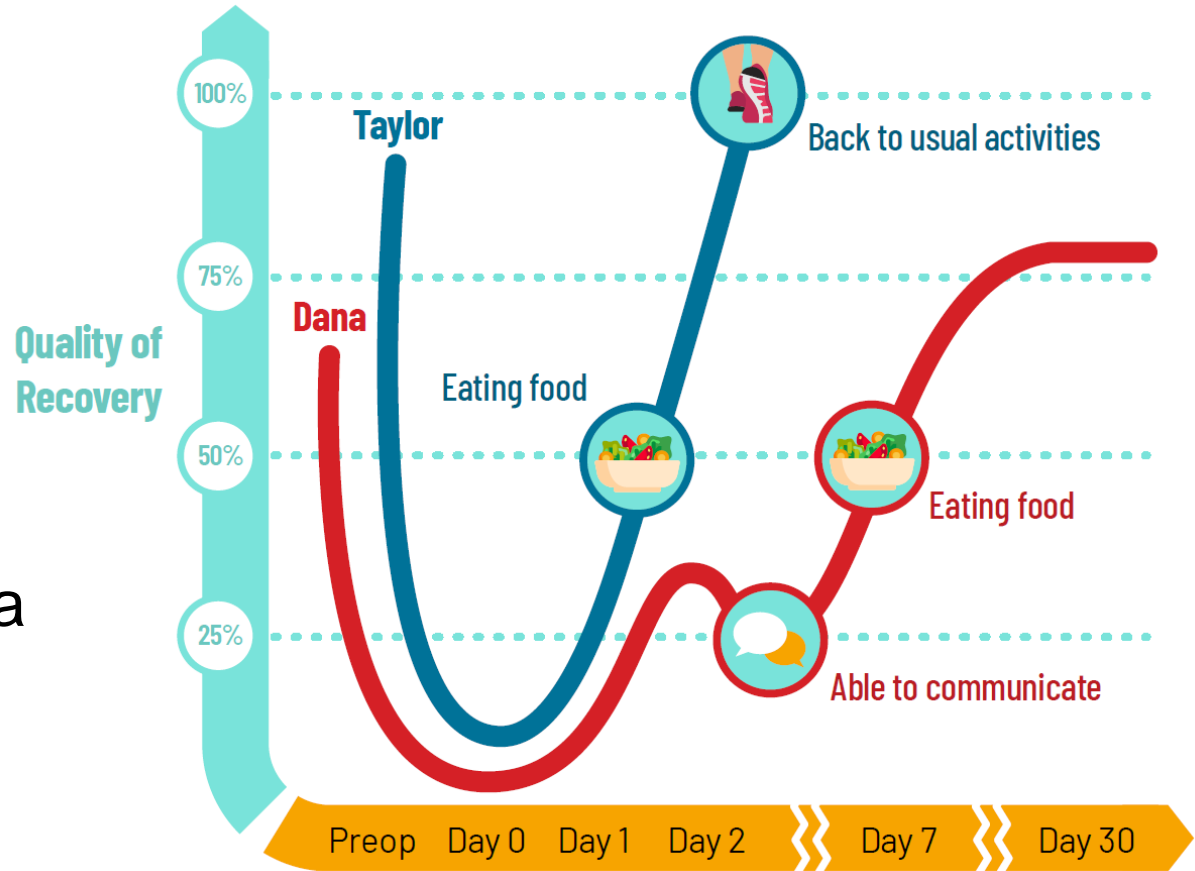 100%
Taylor
Back to usual activities
75%
Dana
Quality of
Recovery
Eating food
50%
Eating food
a
25%
Able to communicate
Preop Day 0 Day 1 Day 2 Day 7 Day 30